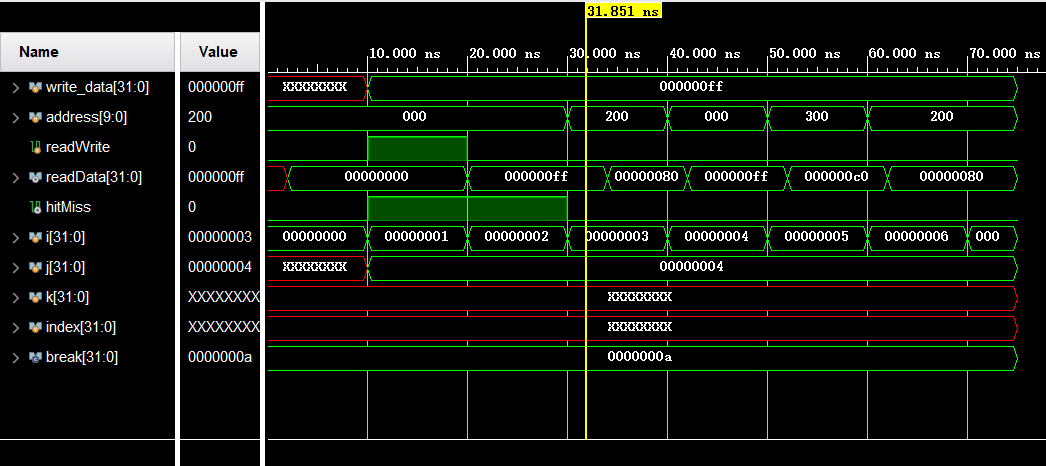 31.851 ns
Name Value 10.000 ns 20.000 ns 30.000 ns 40.000 ns 50.000 ns 60.000 ns 70.000 ns
write_data[31:0] 000000ff XXXXXXXX 000000ff
address[9:0] 200 000 200 000 300 200
readWrite 0
readData[31:0] 000000ff 00000000 000000ff 00000080 000000ff 000000c0 00000080
hitMiss 0
i[31:0] 00000003 00000000 00000001 00000002 00000003 00000004 00000005 00000006 000
j[31:0] 00000004 XXXXXXXX 00000004
k[31:0] XXXXXXXX XXXXXXXX
index[31:0] XXXXXXXX XXXXXXXX
break[31:0] 0000000a 0000000a